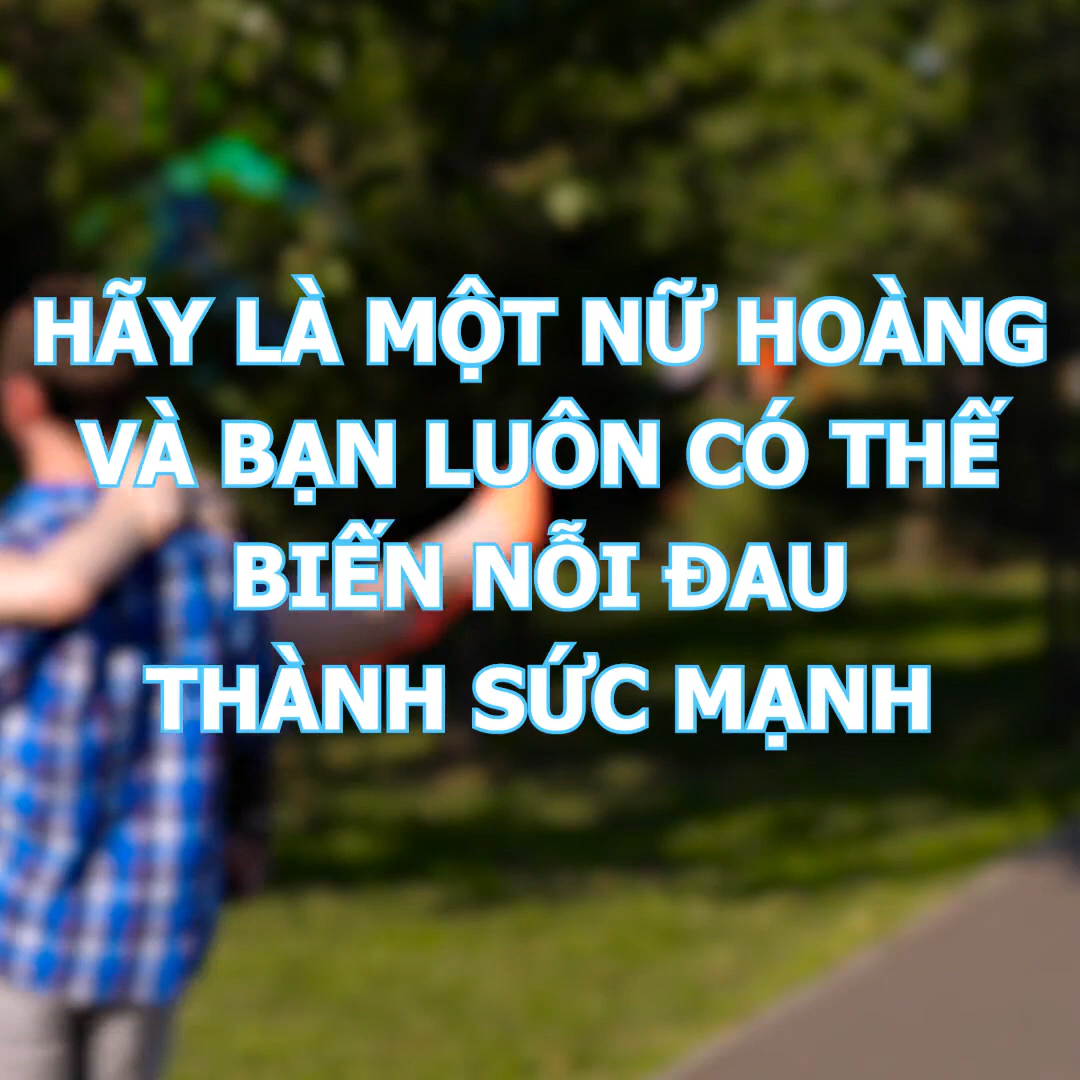 HÃY LÀ MỘT NỮ HOÀNG
VÀ BẠN LUÔN CÓ THẾ
BIẾN NỖI ĐAU
THÀNH SỨC MẠNH